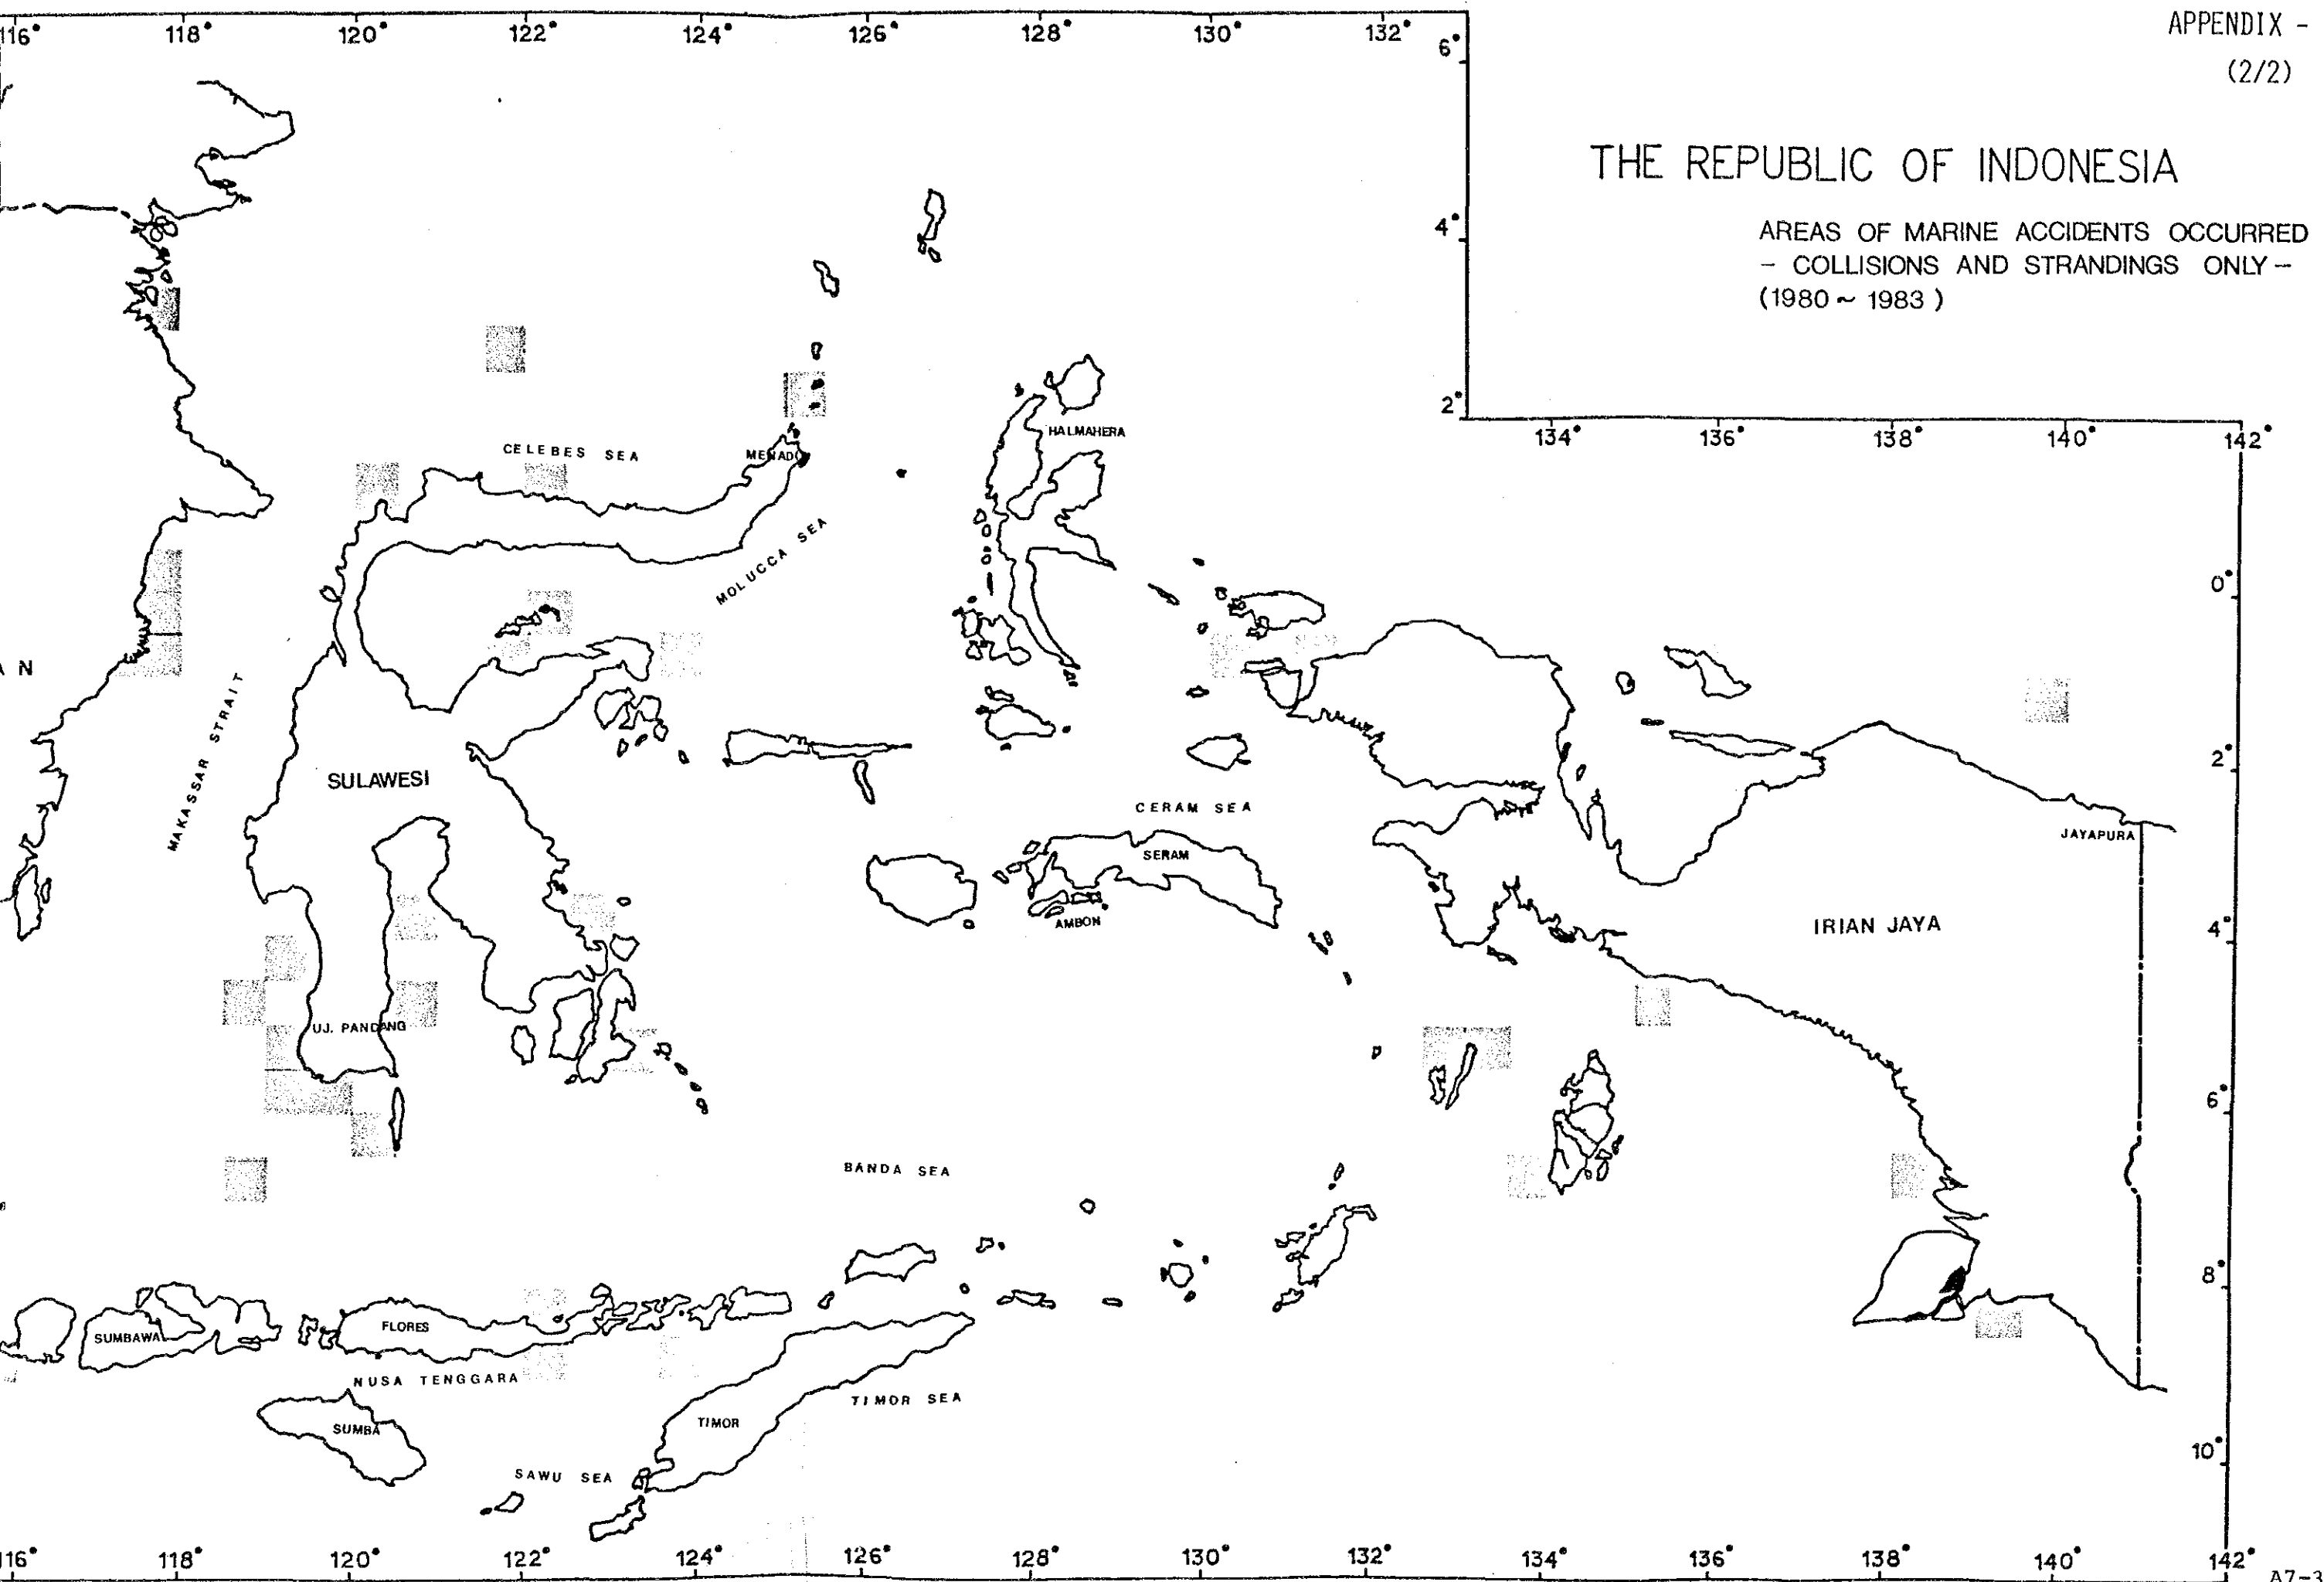 APPENDIX -
(2/2)
116° 118° 120° 122° 124° 126° 128° 130° 132°
6°
THE REPUBLIC OF INDONESIA
4°
AREAS OF MARINE ACCIDENTS OCCURRED
- COLLISIONS AND STRANDINGS ONLY -
(1980 ~ 1983)
2°
134° 136° 138° 140° 142°
HALMAHERA
CELEBES SEA
MENADO
MOLUCCA SEA
0°
A N
MAKASSAR STRAIT
2°
SULAWESI
CERAM SEA
JAYAPURA
SERAM
AMBON
IRIAN JAYA
4°
UJ. PANDANG
6°
BANDA SEA
8°
SUMBAWA
FLORES
NUSA TENGGARA
TIMOR SEA
TIMOR
SUMBA
10°
SAWU SEA
116° 118° 120° 122° 124° 126° 128° 130° 132° 134° 136° 138° 140° 142°
A7-3